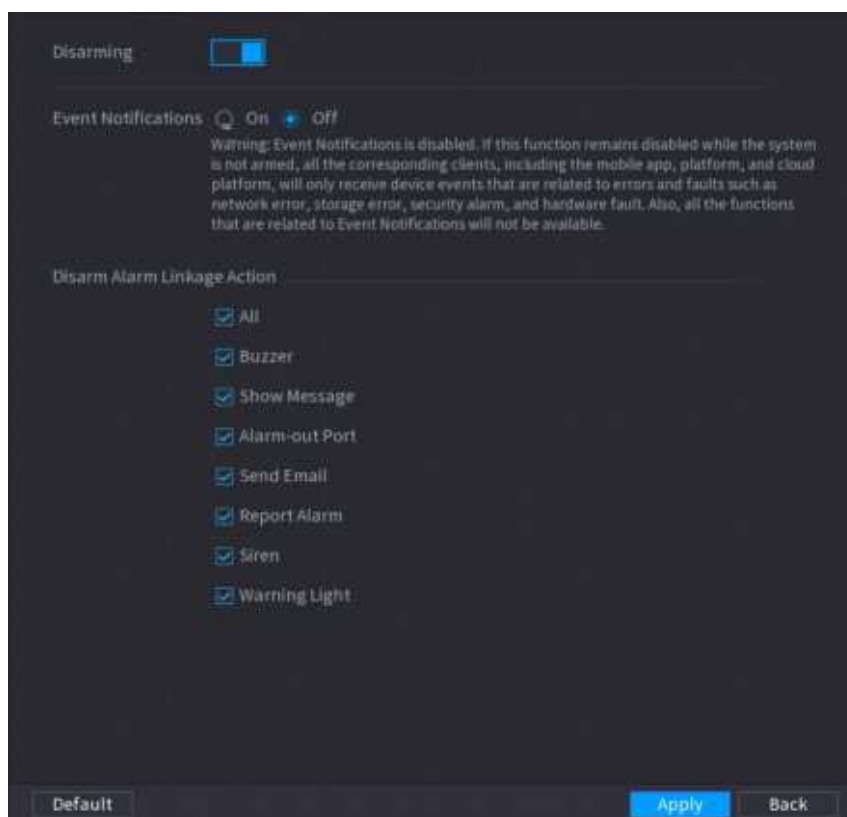 Disarming
Event Notifications On Off
Warning: Event Notifications is disabled. If this function remains disabled while the system
is not armed, all the corresponding clients, including the mobile app, platform, and cloud
platform, will only receive device events that are related to errors and faults such as
network error, storage error, security alarm, and hardware fault. Also, all the functions
that are related to Event Notifications will not be available.
Disarm Alarm Linkage Action
All
Buzzer
Show Message
Alarm-out Port
Send Email
Report Alarm
Siren
Warning Light
Default Apply Back